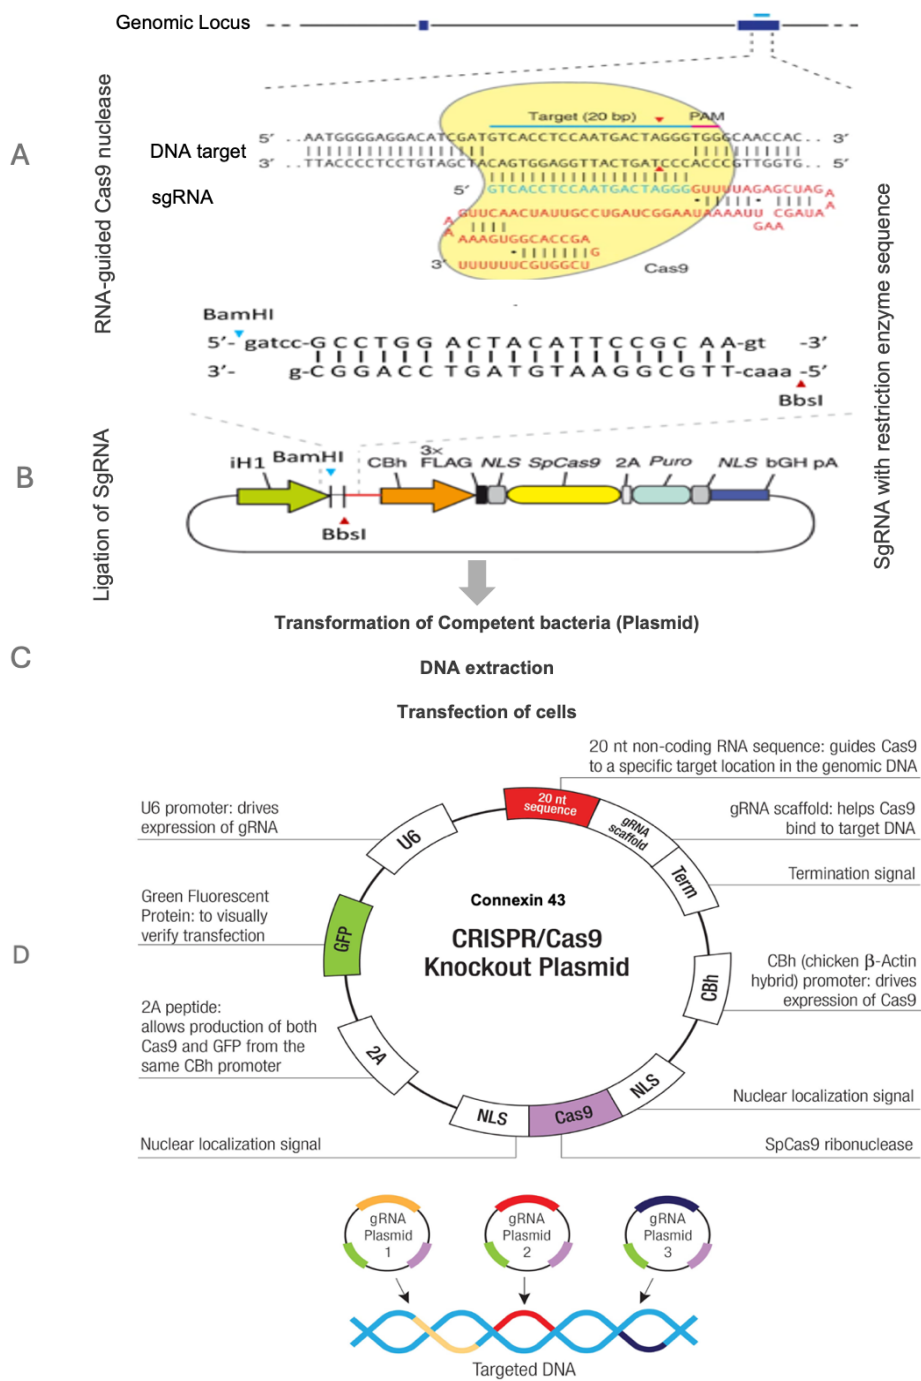 Genomic Locus
A
RNA-guided Cas9 nuclease
Target (20 bp) PAM
5′ .. AATGGGGAGGACATCGATGTCACCTCCAATGACTAGGGTGGGCAACCAC .. 3′
DNA target
3′ .. TTACCCCTCCTGTAGCTACAGTGGAGGTTACTGATCCCACCCGTTGGTG .. 5′
sgRNA
5′ GTCACCTCCAATGACTAGGGGUUUUAGAGCUAGA
A
GUUCAACUAUUGCCUGAUCGGAAUAAAAUU CGAUA
A
GAA
A
AAAGUGGCACCGA
G
3′ UUUUUUCGUGGCU
Cas9
SgRNA with restriction enzyme sequence
BamHI
5′- gatcc-GCCTGGACTACATTCCGCAA-gt -3′
3′- g-CGGACCTGATGTAAGGCGTT-caaa -5′
BbsI
B
Ligation of SgRNA
iH1 BamHI CBh 3x FLAG NLS SpCas9 2A Puro NLS bGH pA
BbsI
Transformation of Competent bacteria (Plasmid)
C
DNA extraction
Transfection of cells
D
20 nt non-coding RNA sequence: guides Cas9
to a specific target location in the genomic DNA
20 nt
sequence
U6 promoter: drives
expression of gRNA
U6
gRNA
scaffold
gRNA scaffold: helps Cas9
bind to target DNA
Term
Termination signal
Green Fluorescent
Protein: to visually
verify transfection
GFP
Connexin 43
CRISPR/Cas9
Knockout Plasmid
CBh
CBh (chicken β-Actin
hybrid) promoter: drives
expression of Cas9
2A peptide:
allows production of both
Cas9 and GFP from the
same CBh promoter
2A
NLS
Nuclear localization signal
NLS
Cas9
Nuclear localization signal
SpCas9 ribonuclease
gRNA
Plasmid
1
gRNA
Plasmid
2
gRNA
Plasmid
3
Targeted DNA